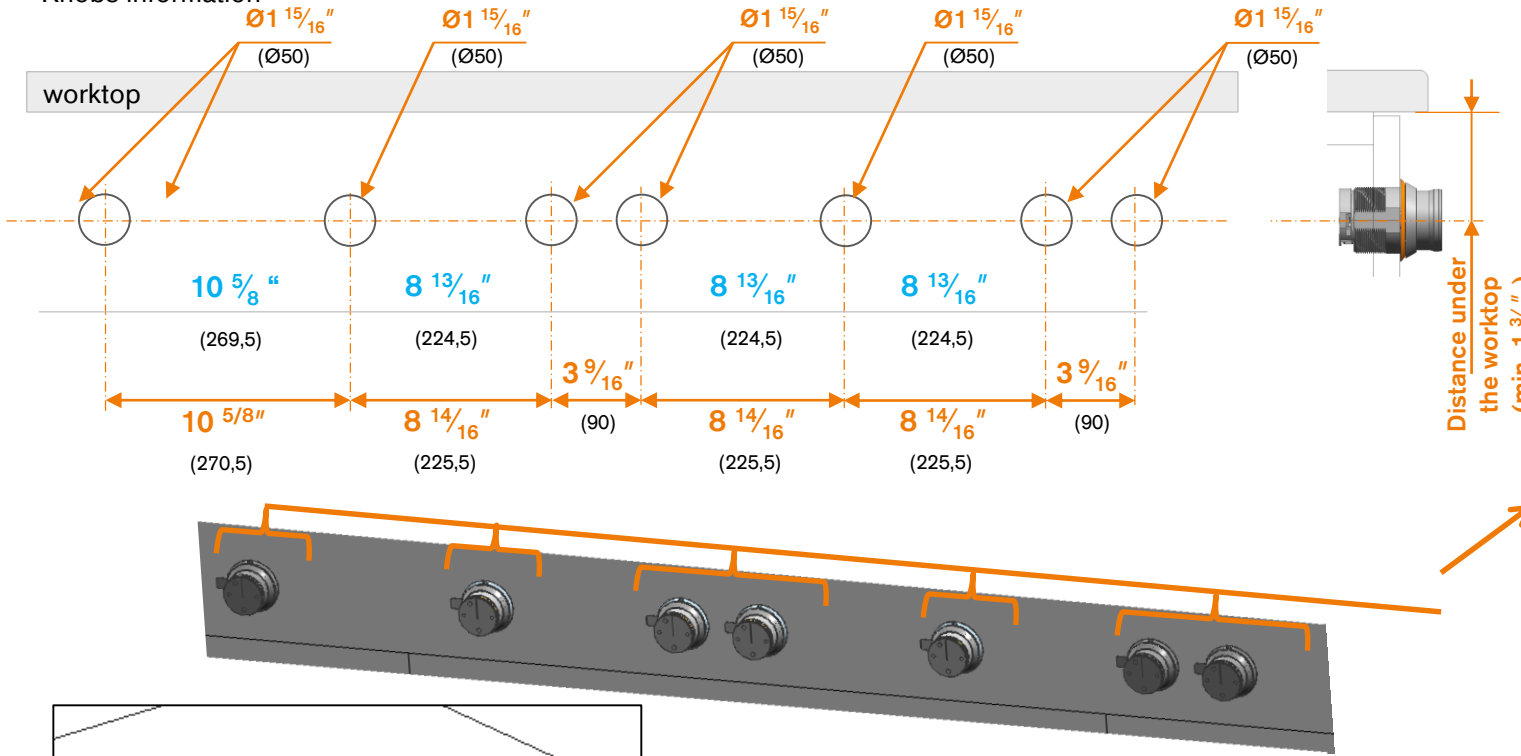 Knobs information
Ø1 15/16″ Ø1 15/16″ Ø1 15/16″ Ø1 15/16″ Ø1 15/16″
(Ø50) (Ø50) (Ø50) (Ø50) (Ø50)
worktop
10 5/8 “ 8 13/16″ 8 13/16″ 8 13/16″
(269,5) (224,5) (224,5) (224,5)
3 9/16″ 3 9/16″
10 5/8″ 8 14/16″ (90) 8 14/16″ 8 14/16″ (90)
(270,5) (225,5) (225,5) (225,5)
Distance under
the worktop